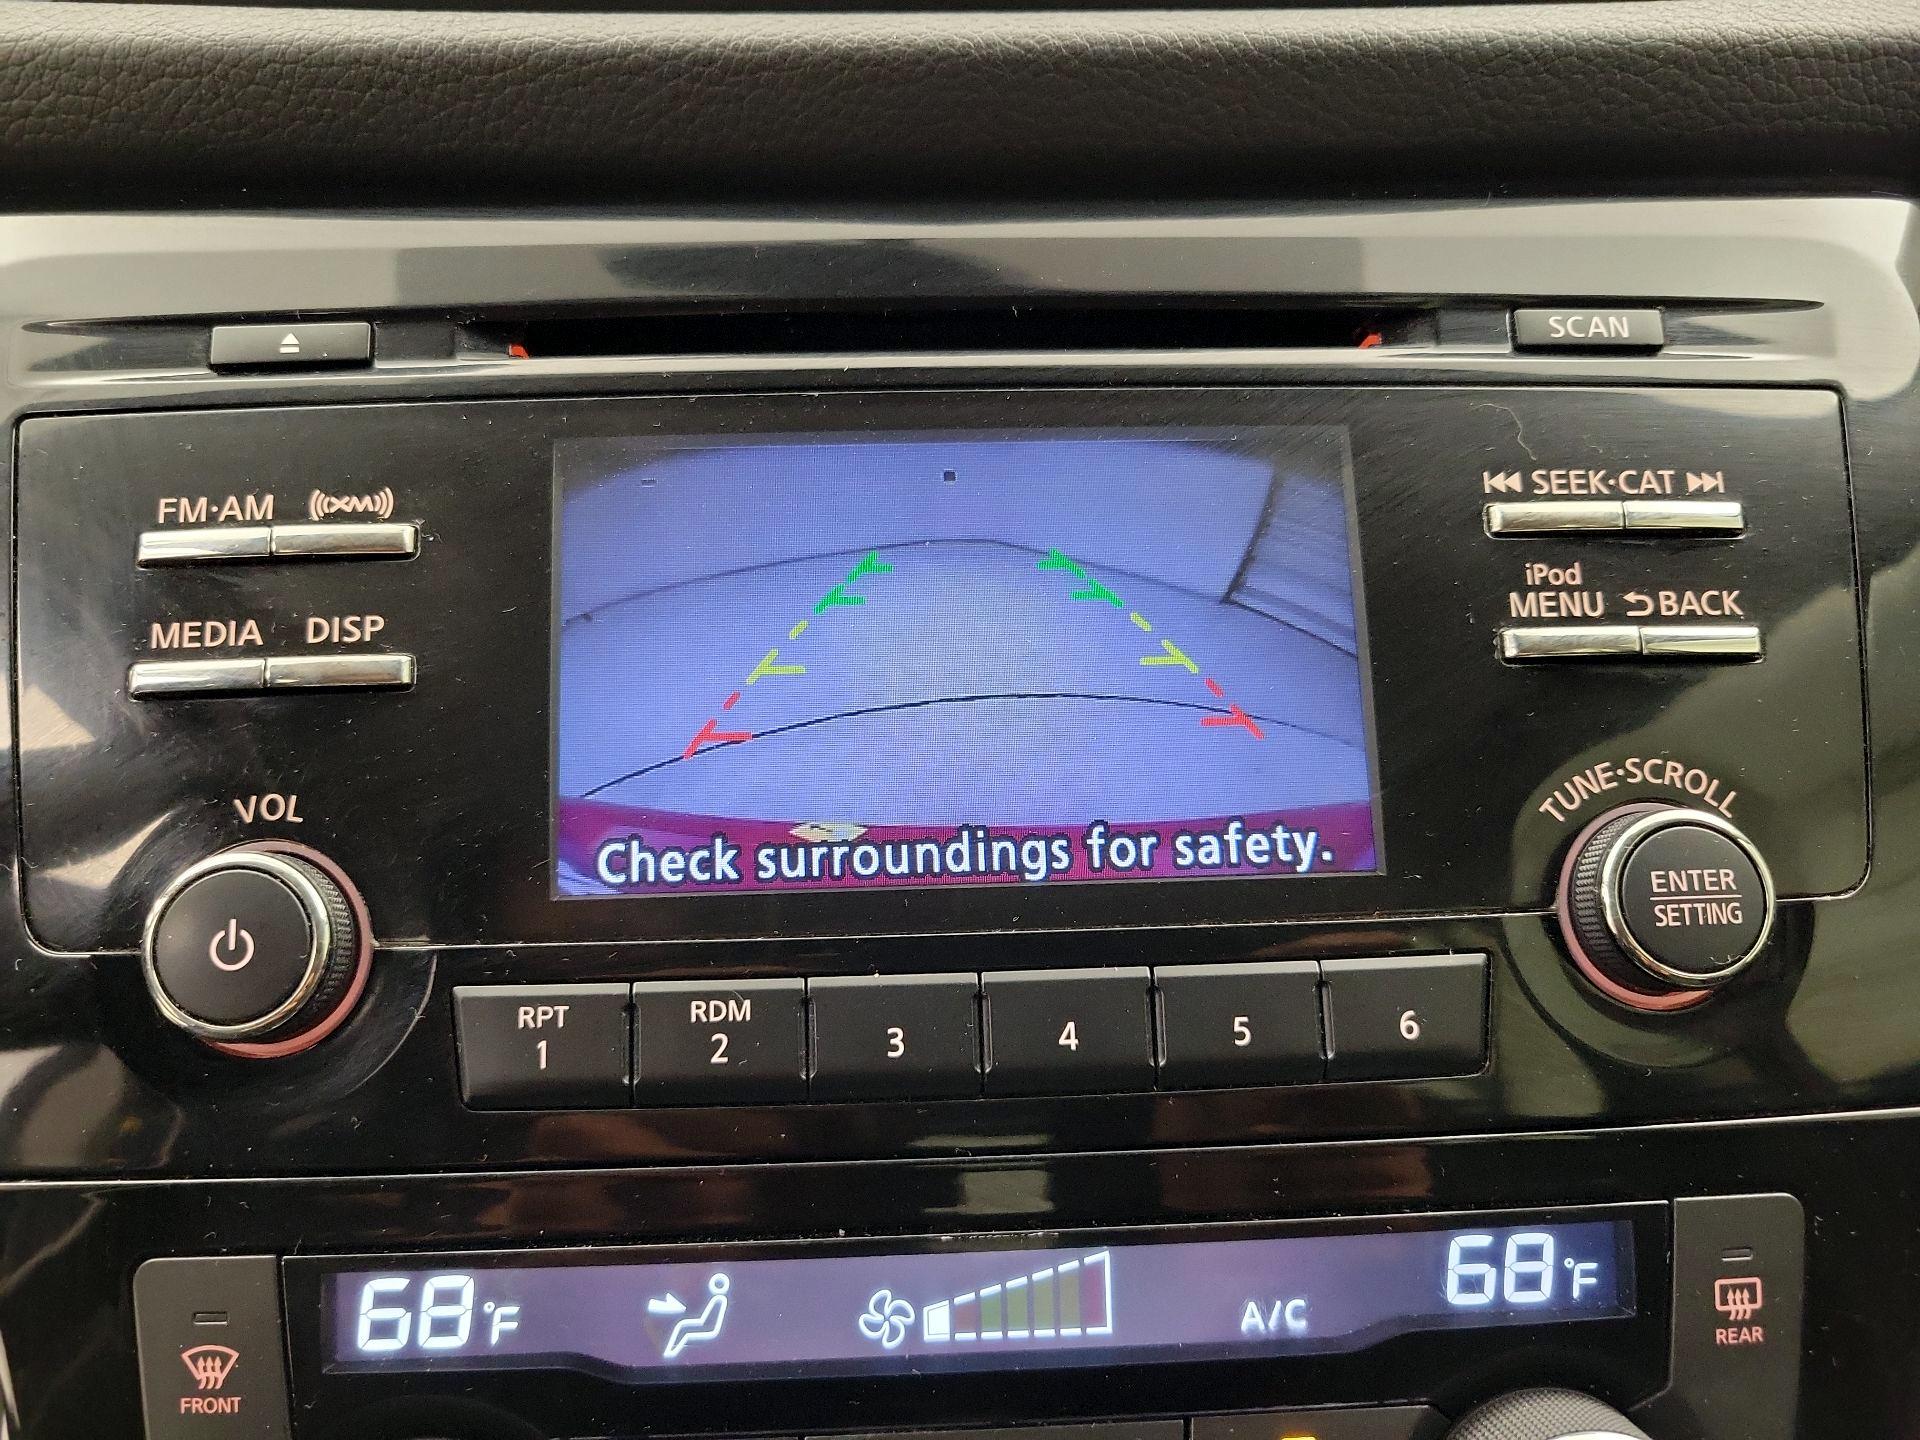 SCAN
FM·AM XM
SEEK·CAT
iPod
MENU BACK
MEDIA DISP
VOL
TUNE·SCROLL
ENTER
SETTING
Check surroundings for safety.
RPT
1
RDM
2
3
4
5
6
68°F
A/C
68°F
FRONT
REAR